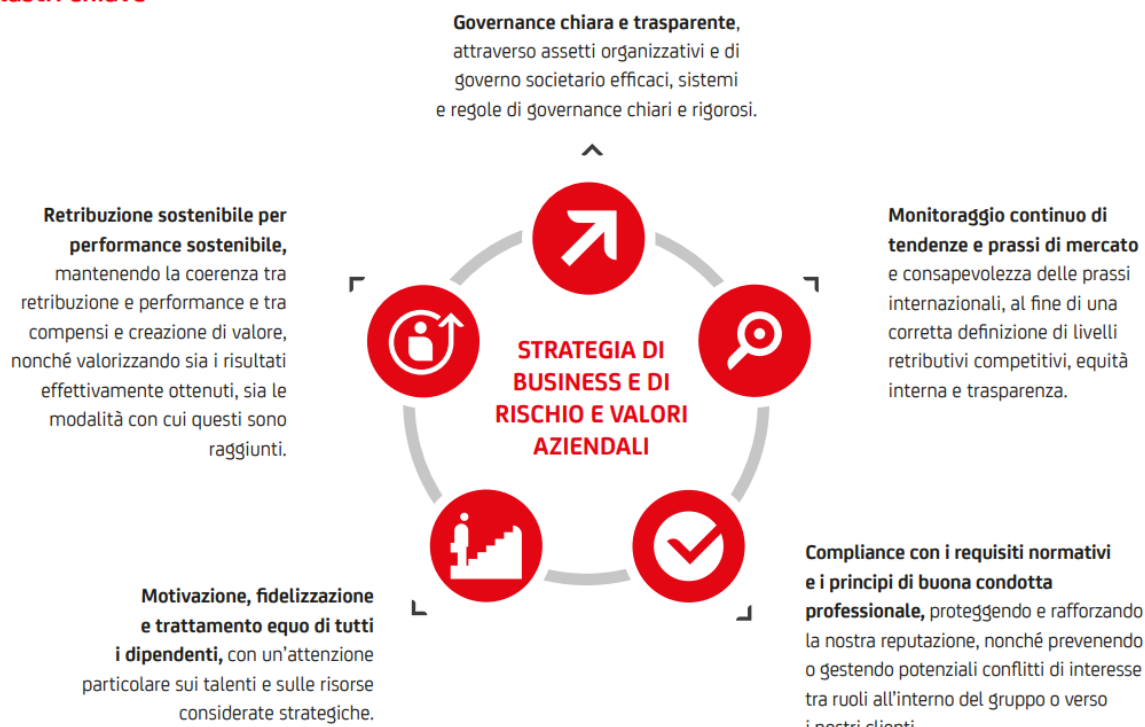 Governance chiara e trasparente,
attraverso assetti organizzativi e di
governo societario efficaci, sistemi
e regole di governance chiari e rigorosi.
Retribuzione sostenibile per
performance sostenibile,
mantenendo la coerenza tra
retribuzione e performance e tra
compensi e creazione di valore,
nonché valorizzando sia i risultati
effettivamente ottenuti, sia le
modalità con cui questi sono
raggiunti.
STRATEGIA DI
BUSINESS E DI
RISCHIO E VALORI
AZIENDALI
Monitoraggio continuo di
tendenze e prassi di mercato
e consapevolezza delle prassi
internazionali, al fine di una
corretta definizione di livelli
retributivi competitivi, equità
interna e trasparenza.
Motivazione, fidelizzazione
e trattamento equo di tutti
i dipendenti, con un'attenzione
particolare sui talenti e sulle risorse
considerate strategiche.
Compliance con i requisiti normativi
e i principi di buona condotta
professionale, proteggendo e rafforzando
la nostra reputazione, nonché prevenendo
o gestendo potenziali conflitti di interesse
tra ruoli all'interno del gruppo o verso
i nostri clienti.